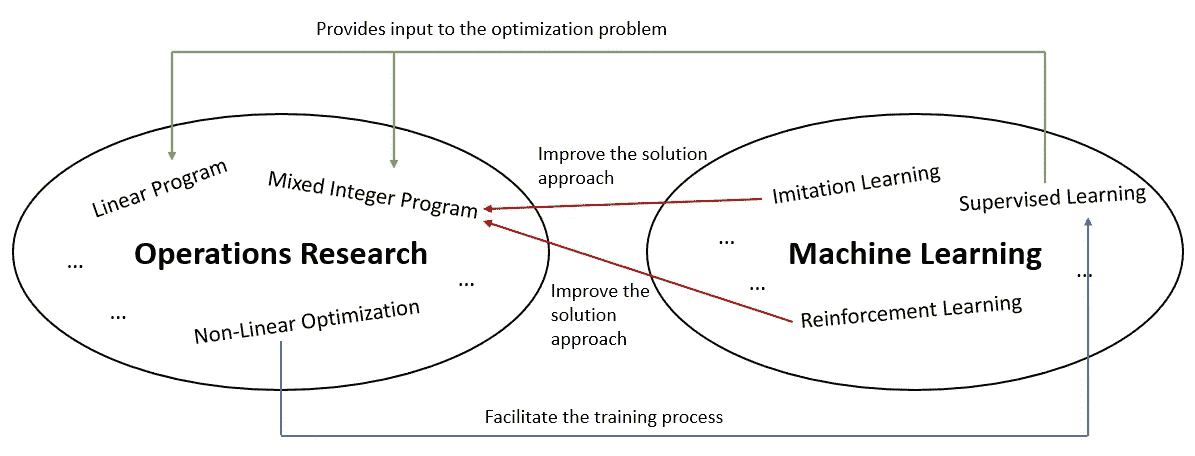 Provides input to the optimization problem
Linear Program
Mixed Integer Program
Operations Research
...
...
...
Non-Linear Optimization
Improve the solution
approach
Improve the
solution
approach
Imitation Learning
Supervised Learning
...
Machine Learning
...
...
Reinforcement Learning
Facilitate the training process